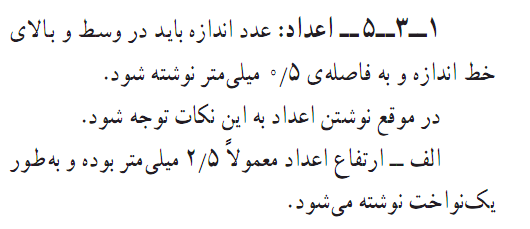 ۱ــ۳ــ۵ــ اعداد: عدد اندازه باید در وسط و بالای
خط اندازه و به فاصله‌ی ۰/۵ میلی‌متر نوشته شود.
در موقع نوشتن اعداد به این نکات توجه شود.
الف ــ ارتفاع اعداد معمولاً ۲/۵ میلی‌متر بوده و به‌طور
یک‌نواخت نوشته می‌شود.